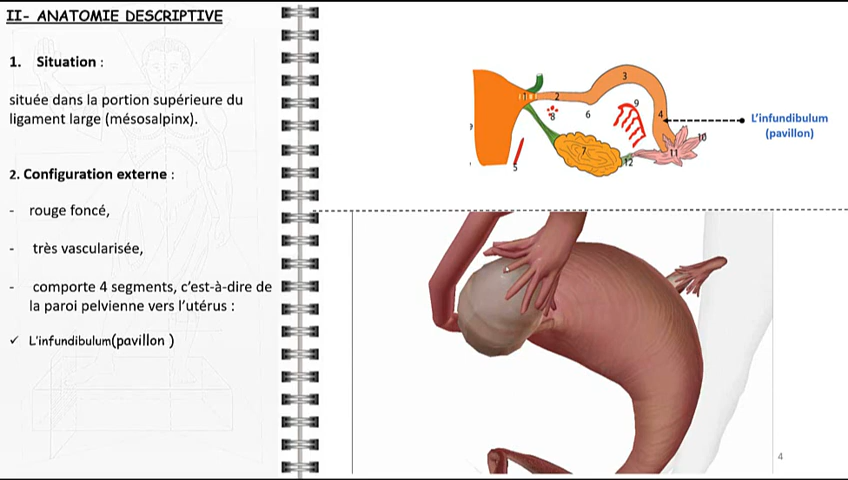 II- ANATOMIE DESCRIPTIVE
1. Situation :
située dans la portion supérieure du
ligament large (mésosalpinx).
2. Configuration externe :
- rouge foncé,
- très vascularisée,
- comporte 4 segments, c'est-à-dire de
la paroi pelvienne vers l'utérus :
✓ L'infundibulum(pavillon )
3
1 2
9
4
8 6
L'infundibulum
(pavillon)
10
7
11
12
5
4